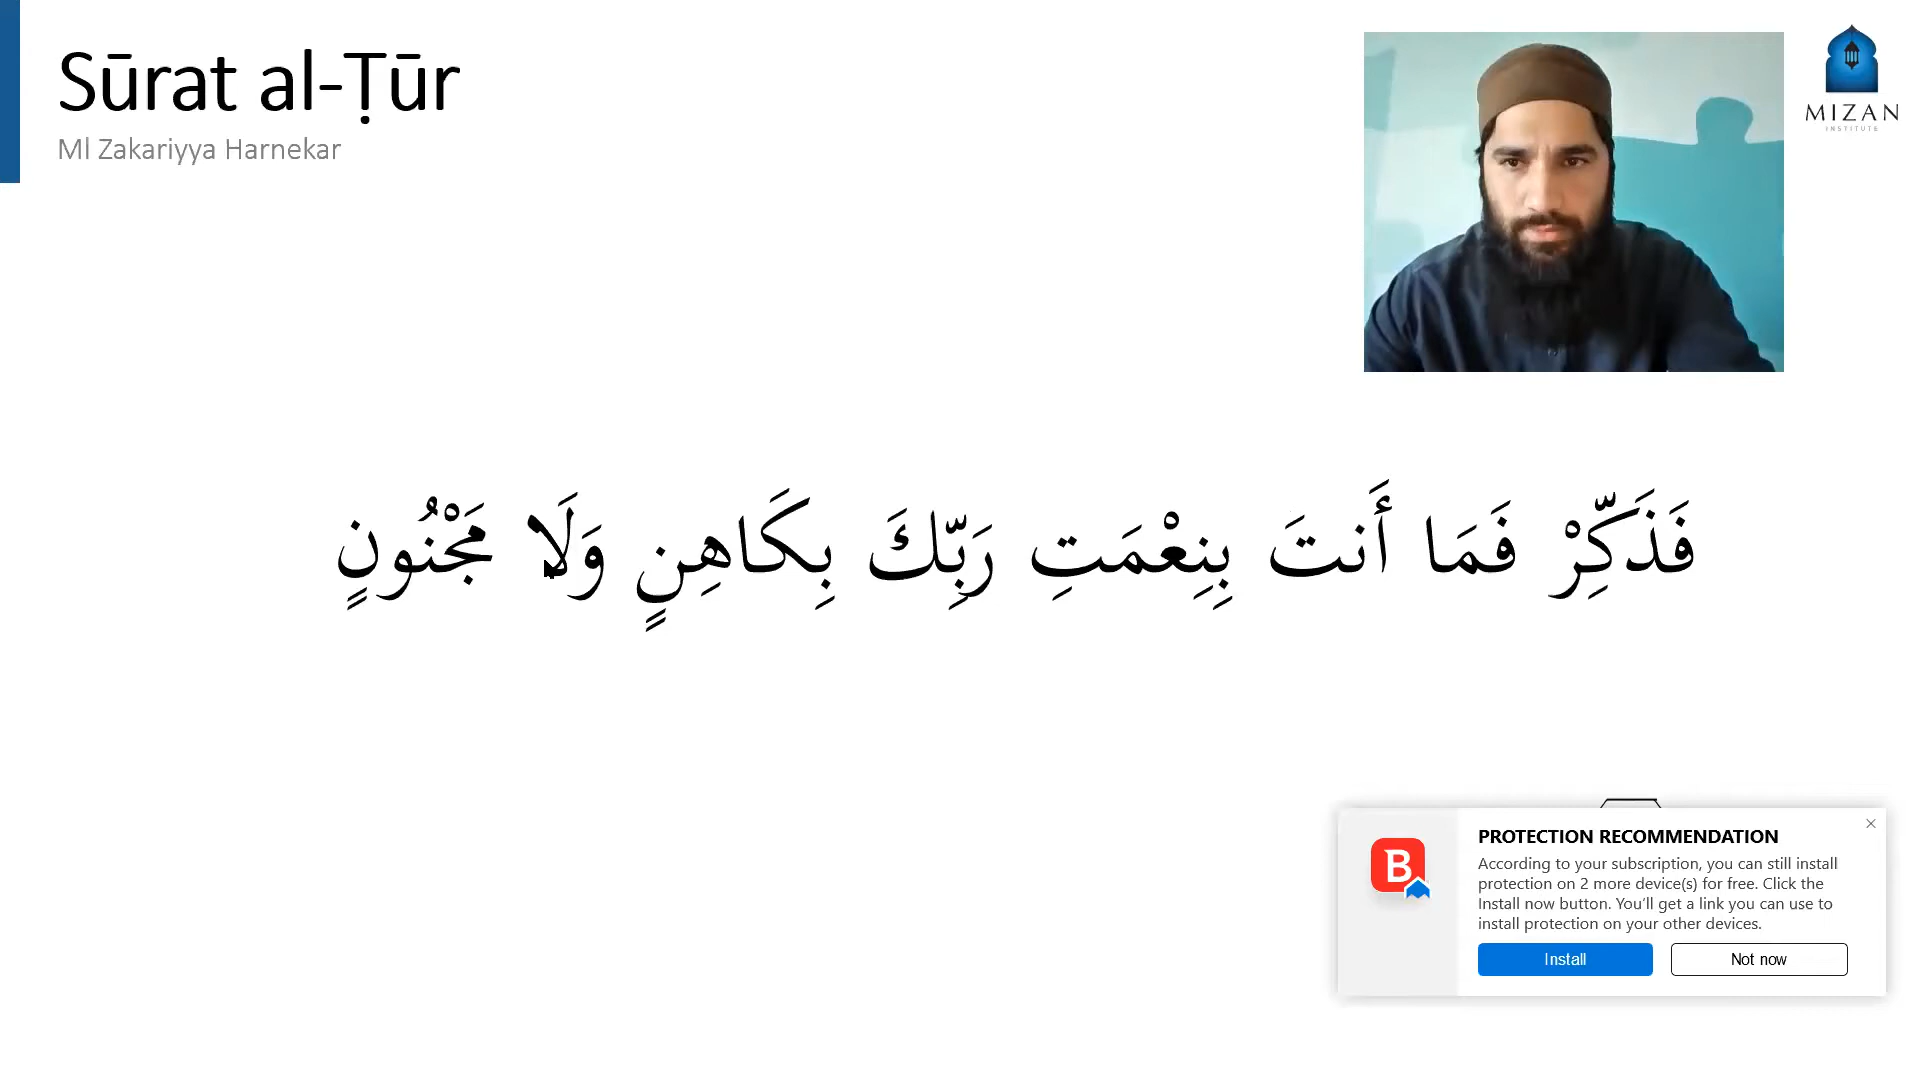 Sūrat al-Ṭūr
Ml Zakariyya Harnekar
MIZAN
INSTITUTE
فَذَكِّرْ فَمَا أَنتَ بِنِعْمَتِ رَبِّكَ بِكَاهِنٍ وَلَا مَجْنُونٍ
B
PROTECTION RECOMMENDATION
According to your subscription, you can still install
protection on 2 more device(s) for free. Click the
Install now button. You’ll get a link you can use to
install protection on your other devices.
Install
Not now